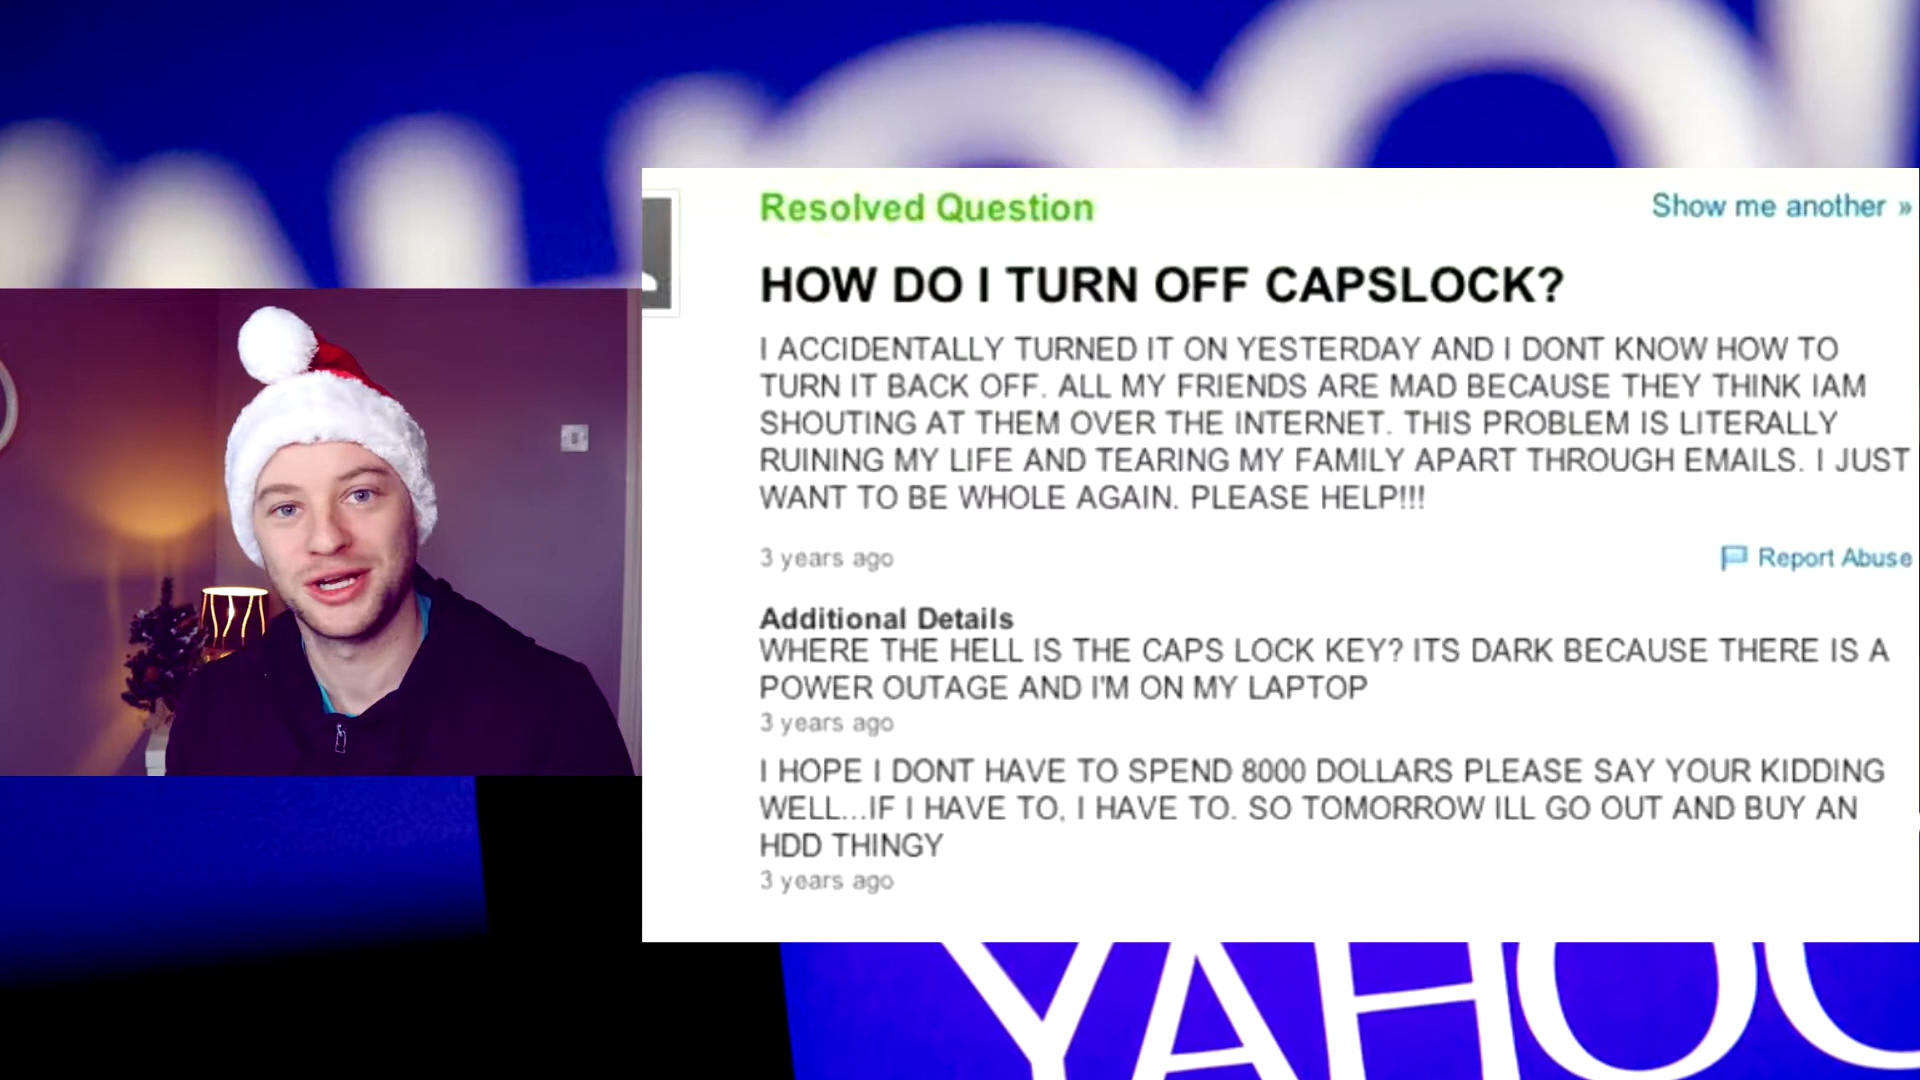 Resolved Question
Show me another »
HOW DO I TURN OFF CAPSLOCK?
I ACCIDENTALLY TURNED IT ON YESTERDAY AND I DONT KNOW HOW TO
TURN IT BACK OFF. ALL MY FRIENDS ARE MAD BECAUSE THEY THINK IAM
SHOUTING AT THEM OVER THE INTERNET. THIS PROBLEM IS LITERALLY
RUINING MY LIFE AND TEARING MY FAMILY APART THROUGH EMAILS. I JUST
WANT TO BE WHOLE AGAIN. PLEASE HELP!!!
3 years ago
Report Abuse
Additional Details
WHERE THE HELL IS THE CAPS LOCK KEY? ITS DARK BECAUSE THERE IS A
POWER OUTAGE AND I'M ON MY LAPTOP
3 years ago
I HOPE I DONT HAVE TO SPEND 8000 DOLLARS PLEASE SAY YOUR KIDDING
WELL...IF I HAVE TO, I HAVE TO. SO TOMORROW ILL GO OUT AND BUY AN
HDD THINGY
3 years ago
YAHOO